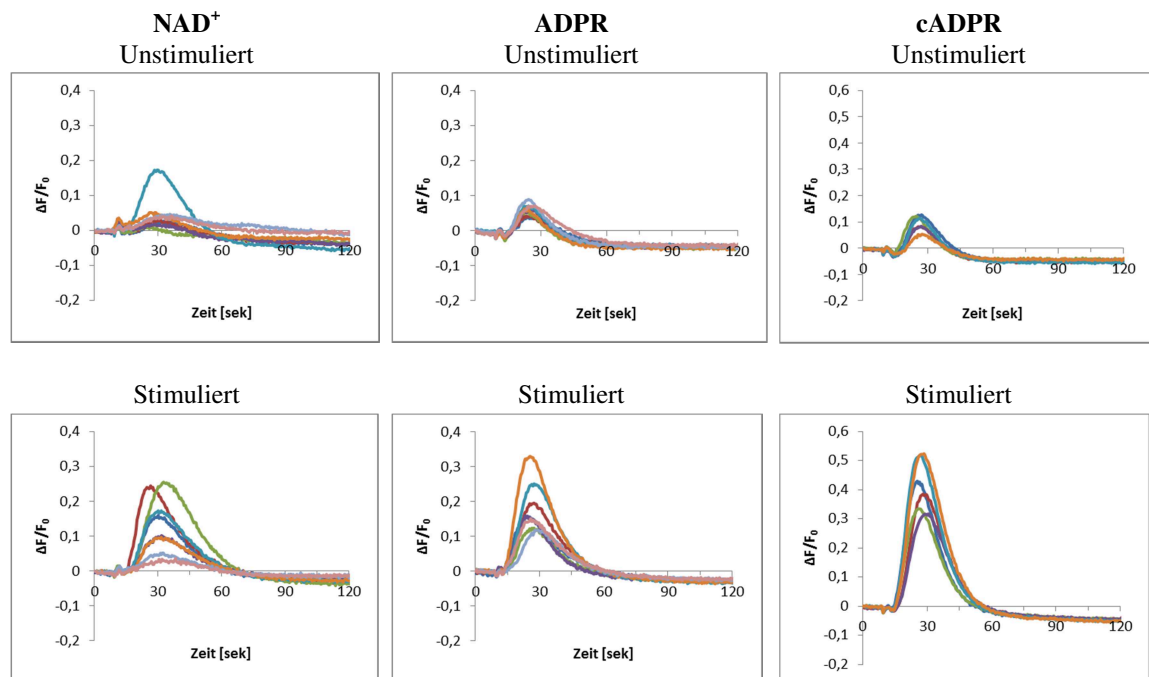 NAD⁺ ADPR cADPR
Unstimuliert Unstimuliert Unstimuliert
0,4
0,3
0,2
0,1
0
-0,1
-0,2
ΔF/F₀
0 30 60 90 120
Zeit [sek]
0,4
0,3
0,2
0,1
0
-0,1
-0,2
ΔF/F₀
0 30 60 90 120
Zeit [sek]
0,6
0,5
0,4
0,3
0,2
0,1
0
-0,1
-0,2
ΔF/F₀
0 30 60 90 120
Zeit [sek]
Stimuliert Stimuliert Stimuliert
0,4
0,3
0,2
0,1
0
-0,1
-0,2
ΔF/F₀
0 30 60 90 120
Zeit [sek]
0,4
0,3
0,2
0,1
0
-0,1
-0,2
ΔF/F₀
0 30 60 90 120
Zeit [sek]
0,6
0,5
0,4
0,3
0,2
0,1
0
-0,1
-0,2
ΔF/F₀
0 30 60 90 120
Zeit [sek]